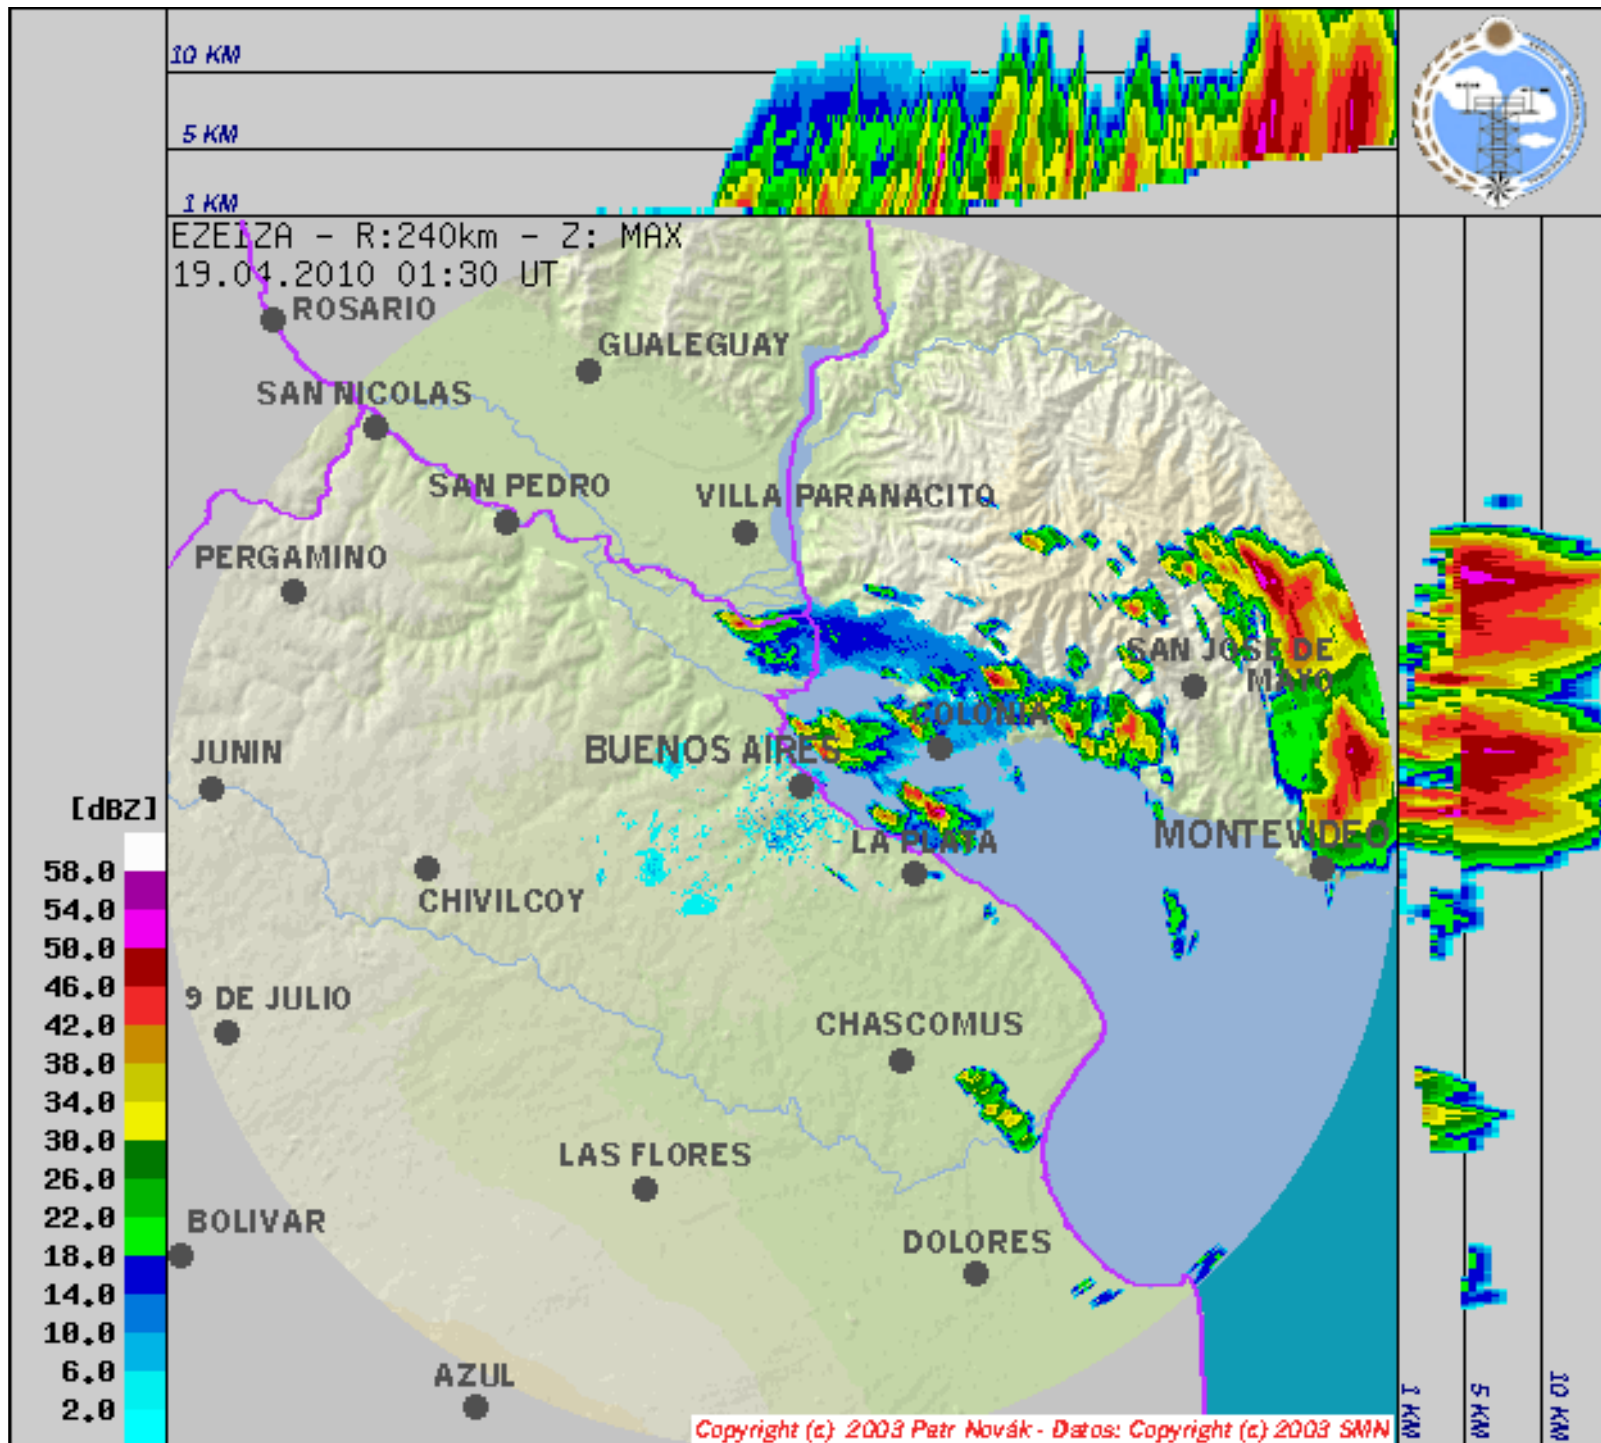 10 KM
5 KM
1 KM
EZEIZA - R:240km - Z: MAX
19.04.2010 01:30 UT
ROSARIO
GUALEGUAY
SAN NICOLAS
SAN PEDRO
VILLA PARANACITO
PERGAMINO
SAN JOSE DE
MAYO
COLONIA
JUNIN
BUENOS AIRES
[dBZ]
MONTEVIDEO
LA PLATA
58.0
54.0
50.0
46.0
42.0
38.0
34.0
30.0
26.0
22.0
18.0
14.0
10.0
6.0
2.0
CHIVILCOY
9 DE JULIO
CHASCOMUS
LAS FLORES
BOLIVAR
DOLORES
AZUL
1 KM
5 KM
10 KM
Copyright (c) 2003 Petr Novák - Datos: Copyright (c) 2003 SMN